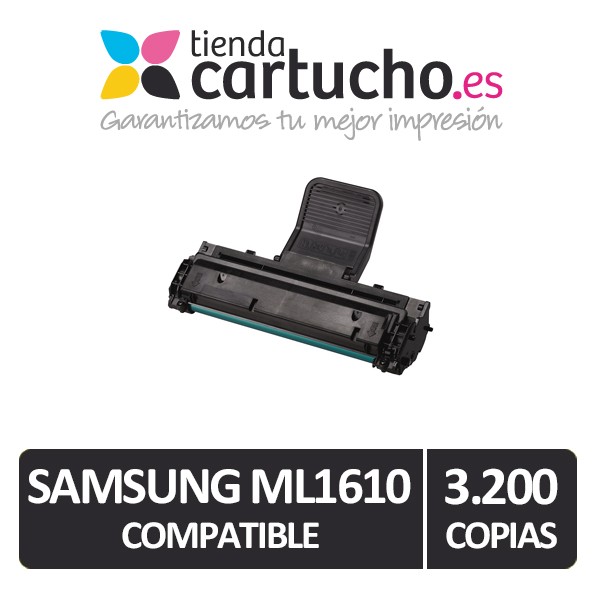 tienda
cartucho.es
Garantizamos tu mejor impresión
SAMSUNG ML1610
COMPATIBLE
3.200
COPIAS